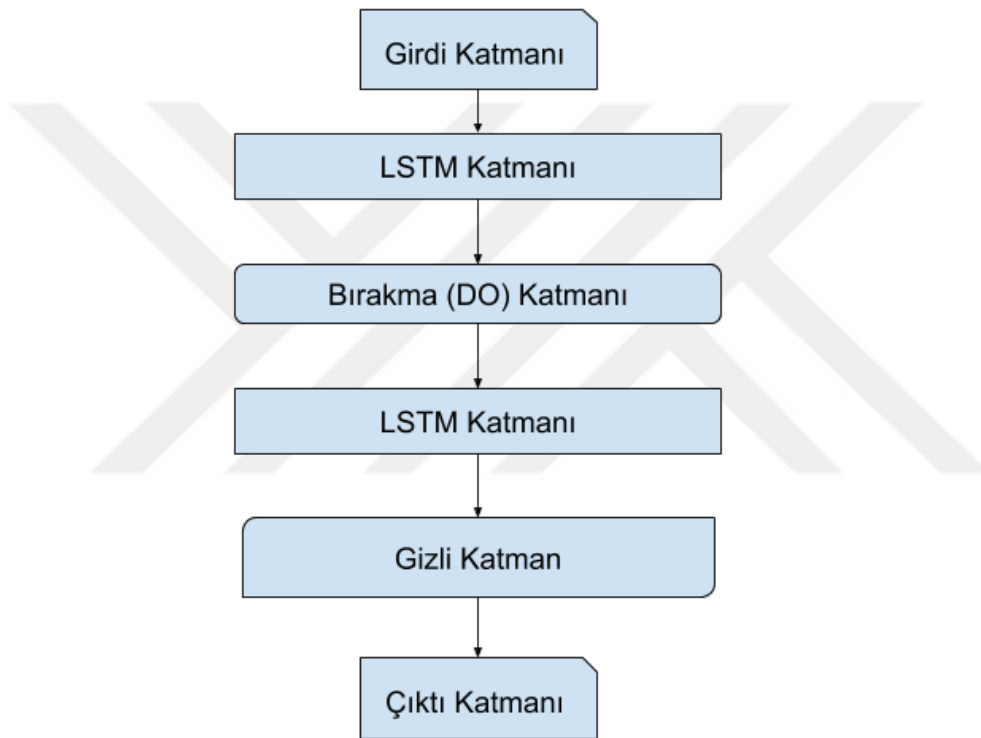 Girdi Katmanı
LSTM Katmanı
Bırakma (DO) Katmanı
LSTM Katmanı
Gizli Katman
Çıktı Katmanı